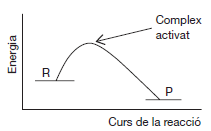 Complex
activat
Energia
R
P
Curs de la reacció